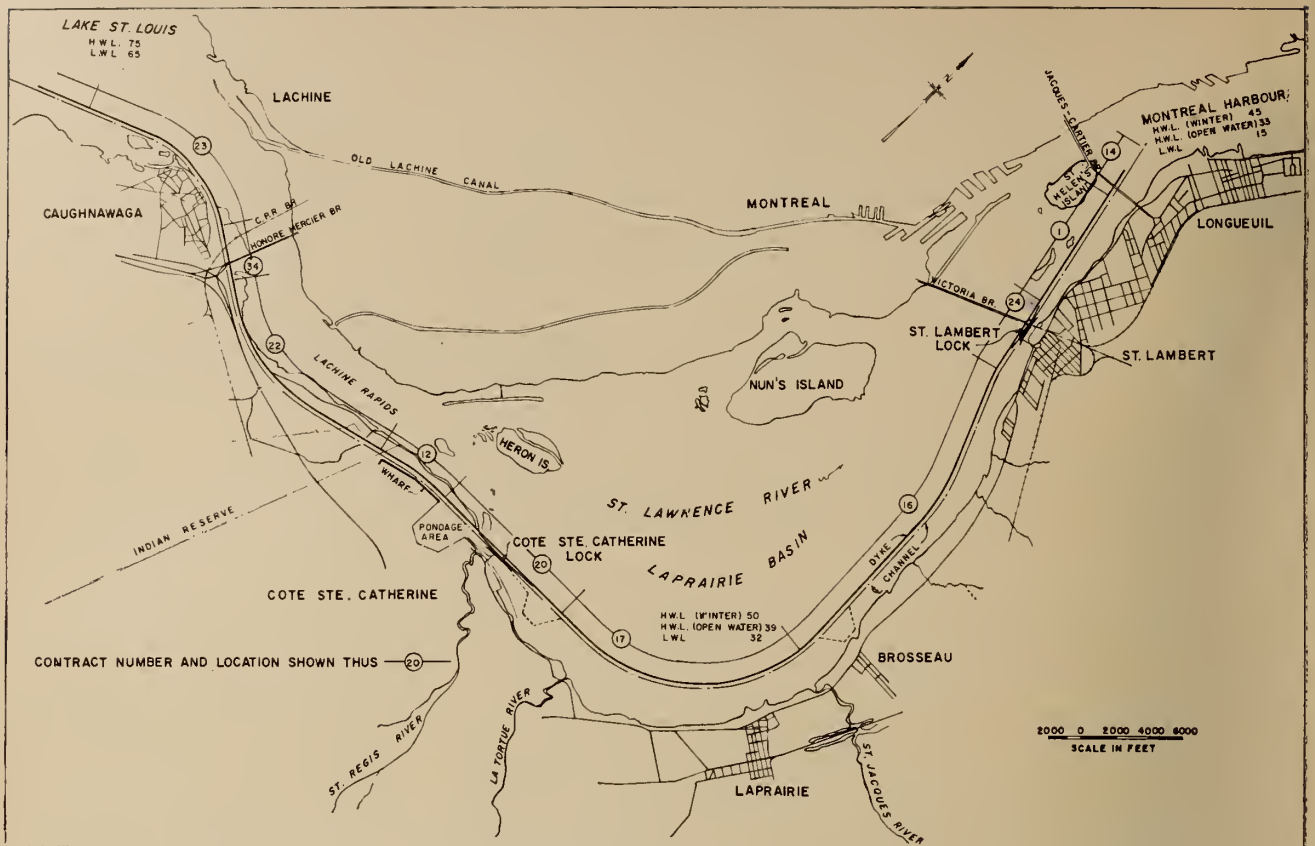 LAKE ST. LOUIS
H.W.L. 75
L.W.L 65
LACHINE
23
OLD LACHINE CANAL
CAUGHNAWAGA
C.P.R. BR.
HONORE MERCIER BR
34
22
LACHINE RAPIDS
MONTREAL
N
JACQUES-CARTIER BR.
MONTREAL HARBOUR
H.W.L. (WINTER) 45
H.W.L. (OPEN WATER) 33
L.W.L 15
14
ST HELEN'S ISLAND
1
LONGUEUIL
VICTORIA BR.
24
ST. LAMBERT
LOCK
ST. LAMBERT
NUN'S ISLAND
HERON IS.
12
WHARF
ST. LAWRENCE RIVER
LAPRAIRIE BASIN
16
DYKE
CHANNEL
INDIAN RESERVE
PONDAGE
AREA
COTE STE. CATHERINE
LOCK
20
COTE STE. CATHERINE
H.W.L (WINTER) 50
H.W.L. (OPEN WATER) 39
L.W.L 32
17
BROSSEAU
CONTRACT NUMBER AND LOCATION SHOWN THUS 20
ST. REGIS RIVER
LA TORTUE RIVER
LAPRAIRIE
ST. JACQUES RIVER
2000 0 2000 4000 6000
SCALE IN FEET